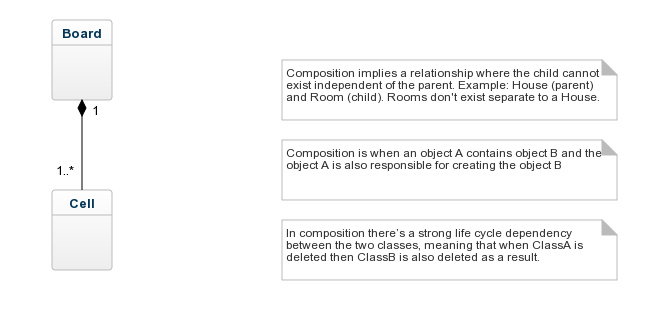 Board
1
1..*
Cell
Composition implies a relationship where the child cannot
exist independent of the parent. Example: House (parent)
and Room (child). Rooms don't exist separate to a House.
Composition is when an object A contains object B and the
object A is also responsible for creating the object B
In composition there's a strong life cycle dependency
between the two classes, meaning that when ClassA is
deleted then ClassB is also deleted as a result.